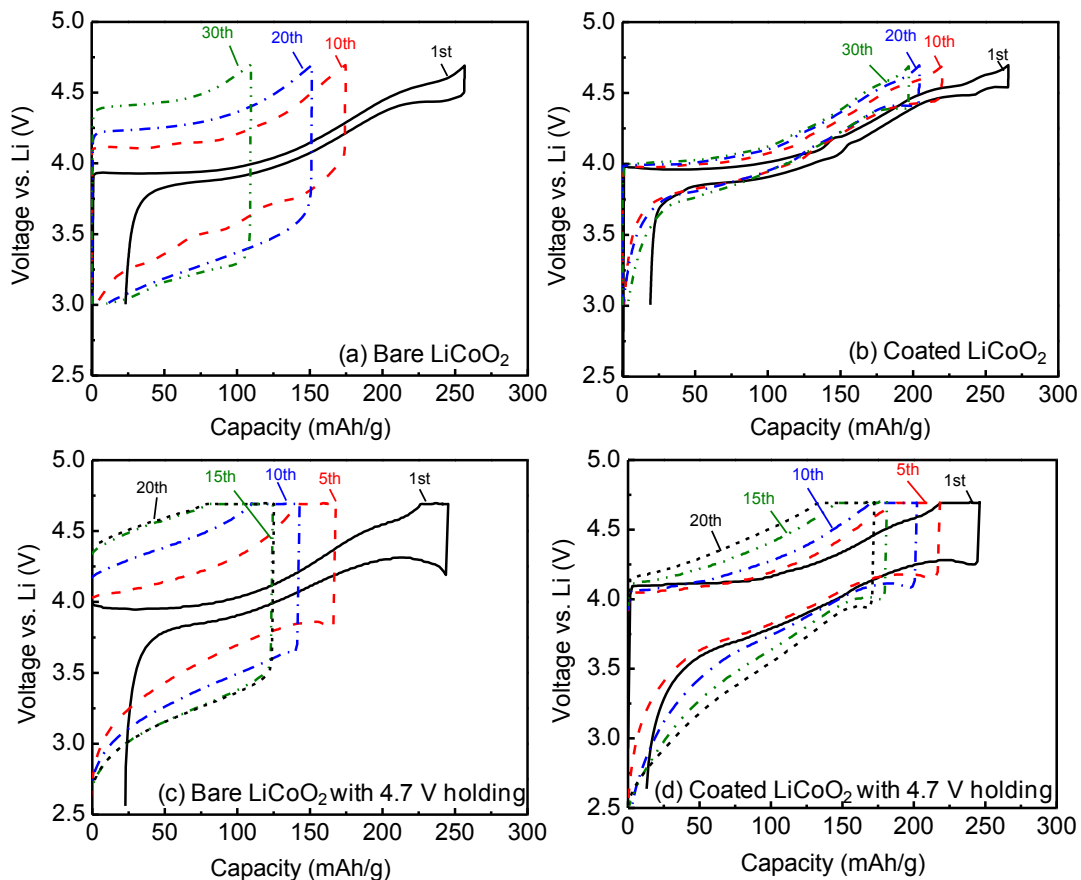 5.0
4.5
4.0
3.5
3.0
2.5
Voltage vs. Li (V)
30th
20th
10th
1st
(a) Bare LiCoO₂
0 50 100 150 200 250 300
Capacity (mAh/g)
5.0
4.5
4.0
3.5
3.0
2.5
Voltage vs. Li (V)
30th
20th
10th
1st
(b) Coated LiCoO₂
0 50 100 150 200 250 300
Capacity (mAh/g)
5.0
4.5
4.0
3.5
3.0
2.5
Voltage vs. Li (V)
20th
15th
10th
5th
1st
(c) Bare LiCoO₂ with 4.7 V holding
0 50 100 150 200 250 300
Capacity (mAh/g)
5.0
4.5
4.0
3.5
3.0
2.5
Voltage vs. Li (V)
20th
15th
10th
5th
1st
(d) Coated LiCoO₂ with 4.7 V holding
0 50 100 150 200 250 300
Capacity (mAh/g)